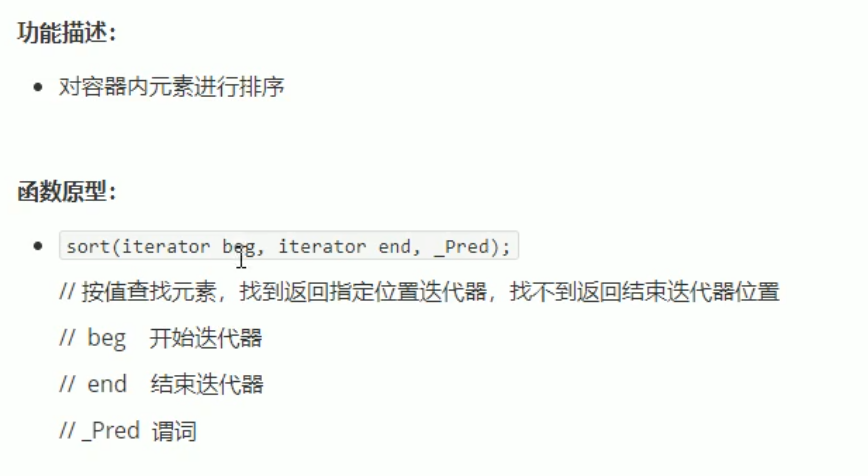 功能描述：
• 对容器内元素进行排序
函数原型：
• sort(iterator beg, iterator end, _Pred);
// 按值查找元素，找到返回指定位置迭代器，找不到返回结束迭代器位置
// beg 开始迭代器
// end 结束迭代器
// _Pred 谓词